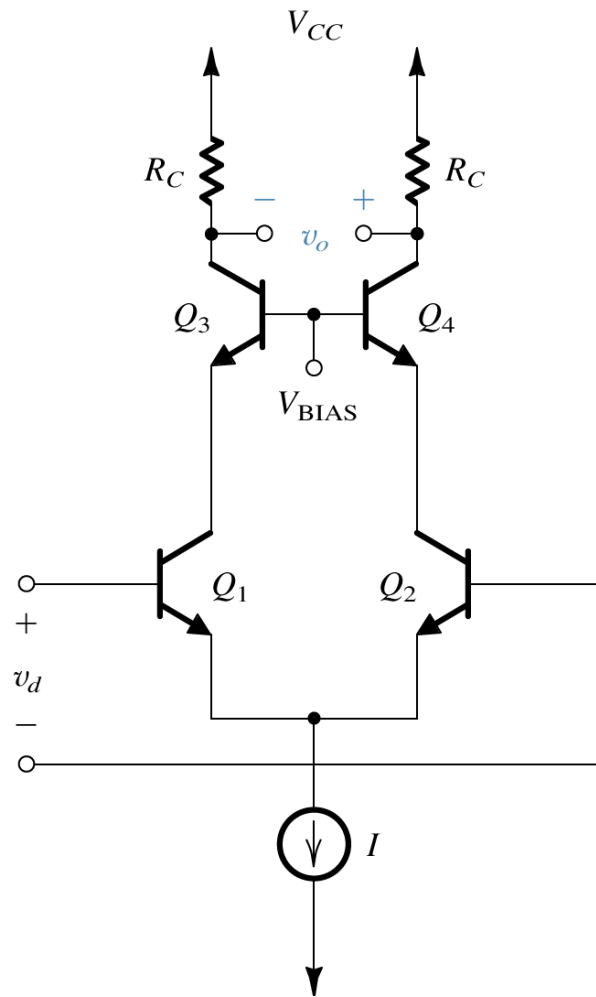 V_CC
R_C
R_C
− v_o +
Q_3
Q_4
V_BIAS
Q_1
Q_2
+
v_d
−
I